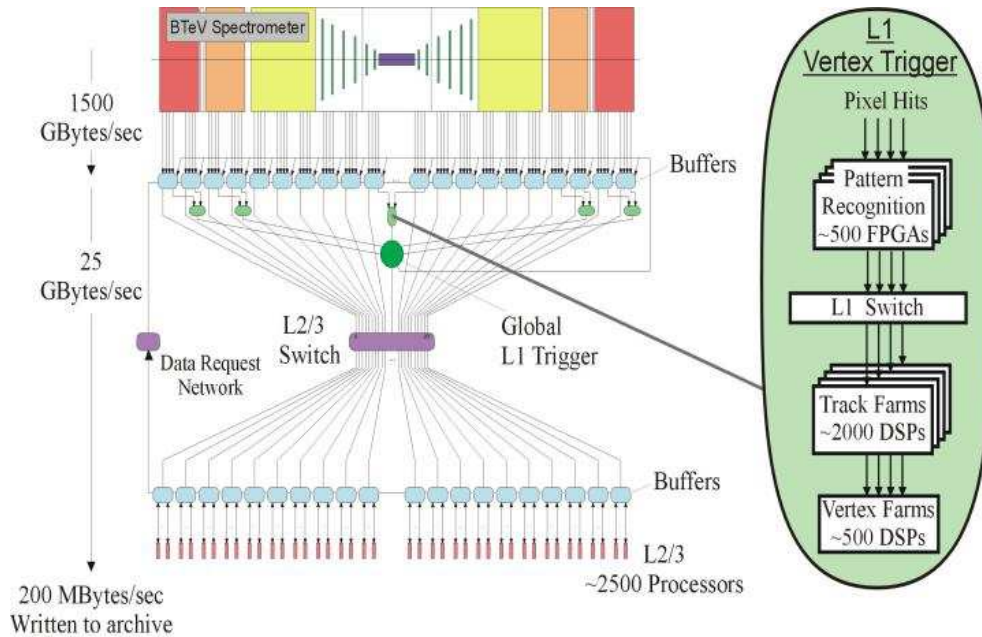 BTeV Spectrometer
1500
GBytes/sec
Buffers
25
GBytes/sec
L2/3
Switch
Global
L1 Trigger
Data Request
Network
Buffers
L2/3
~2500 Processors
200 MBytes/sec
Written to archive
L1
Vertex Trigger
Pixel Hits
Pattern
Recognition
~500 FPGAs
L1 Switch
Track Farms
~2000 DSPs
Vertex Farms
~500 DSPs